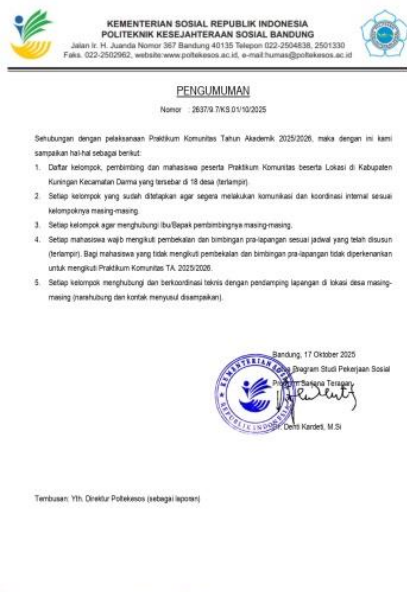 KEMENTERIAN SOSIAL REPUBLIK INDONESIA
POLITEKNIK KESEJAHTERAAN SOSIAL BANDUNG
Jalan Ir. H. Juanda Nomor 367 Bandung 40135 Telepon 022-2504838, 2501330
Faks. 022-2502962, website:www.poltekesos.ac.id, e-mail:humas@poltekesos.ac.id
PENGUMUMAN
Nomor : 2637/9.7/KS.01/10/2025
Sehubungan dengan pelaksanaan Praktikum Komunitas Tahun Akademik 2025/2026, maka dengan ini kami
sampaikan hal-hal sebagai berikut:
1. Daftar kelompok, pembimbing dan mahasiswa peserta Praktikum Komunitas beserta Lokasi di Kabupaten
Kuningan Kecamatan Darma yang tersebar di 18 desa (terlampir).
2. Setiap kelompok yang sudah ditetapkan agar segera melakukan komunikasi dan koordinasi internal sesuai
kelompoknya masing-masing.
3. Setiap kelompok agar menghubungi Ibu/Bapak pembimbingnya masing-masing.
4. Setiap mahasiswa wajib mengikuti pembekalan dan bimbingan pra-lapangan sesuai jadwal yang telah disusun
(terlampir). Bagi mahasiswa yang tidak mengikuti pembekalan dan bimbingan pra-lapangan tidak diperkenankan
untuk mengikuti Praktikum Komunitas TA. 2025/2026.
5. Setiap kelompok menghubungi dan berkoordinasi teknis dengan pendamping lapangan di lokasi desa masing-
masing (narahubung dan kontak menyusul disampaikan).
Bandung, 17 Oktober 2025
Program Studi Pekerjaan Sosial
Program Sarjana Terapan
KEMENTERIAN SOSIAL
REPUBLIK INDONESIA
Denti Kardeti, M.Si
Tembusan: Yth. Direktur Poltekesos (sebagai laporan)